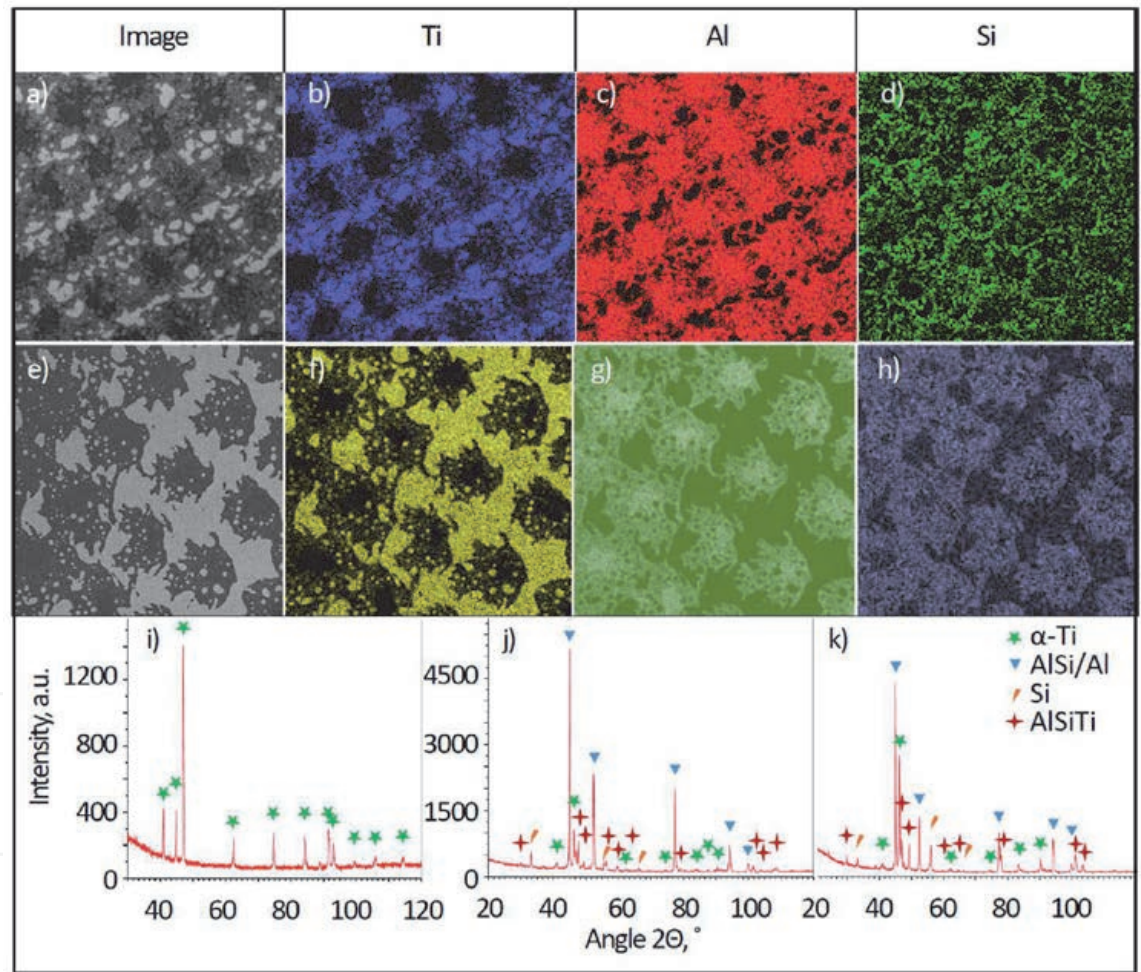 Image Ti Al Si
a) b) c) d)
e) f) g) h)
i) j) k)
Intensity, a.u.
1200
800
400
0
40 60 80 100 120
4500
3000
1500
0
20 40 60 80 100 20
40 60 80 100
α-Ti
AlSi/Al
Si
AlSiTi
Angle 2Θ, °